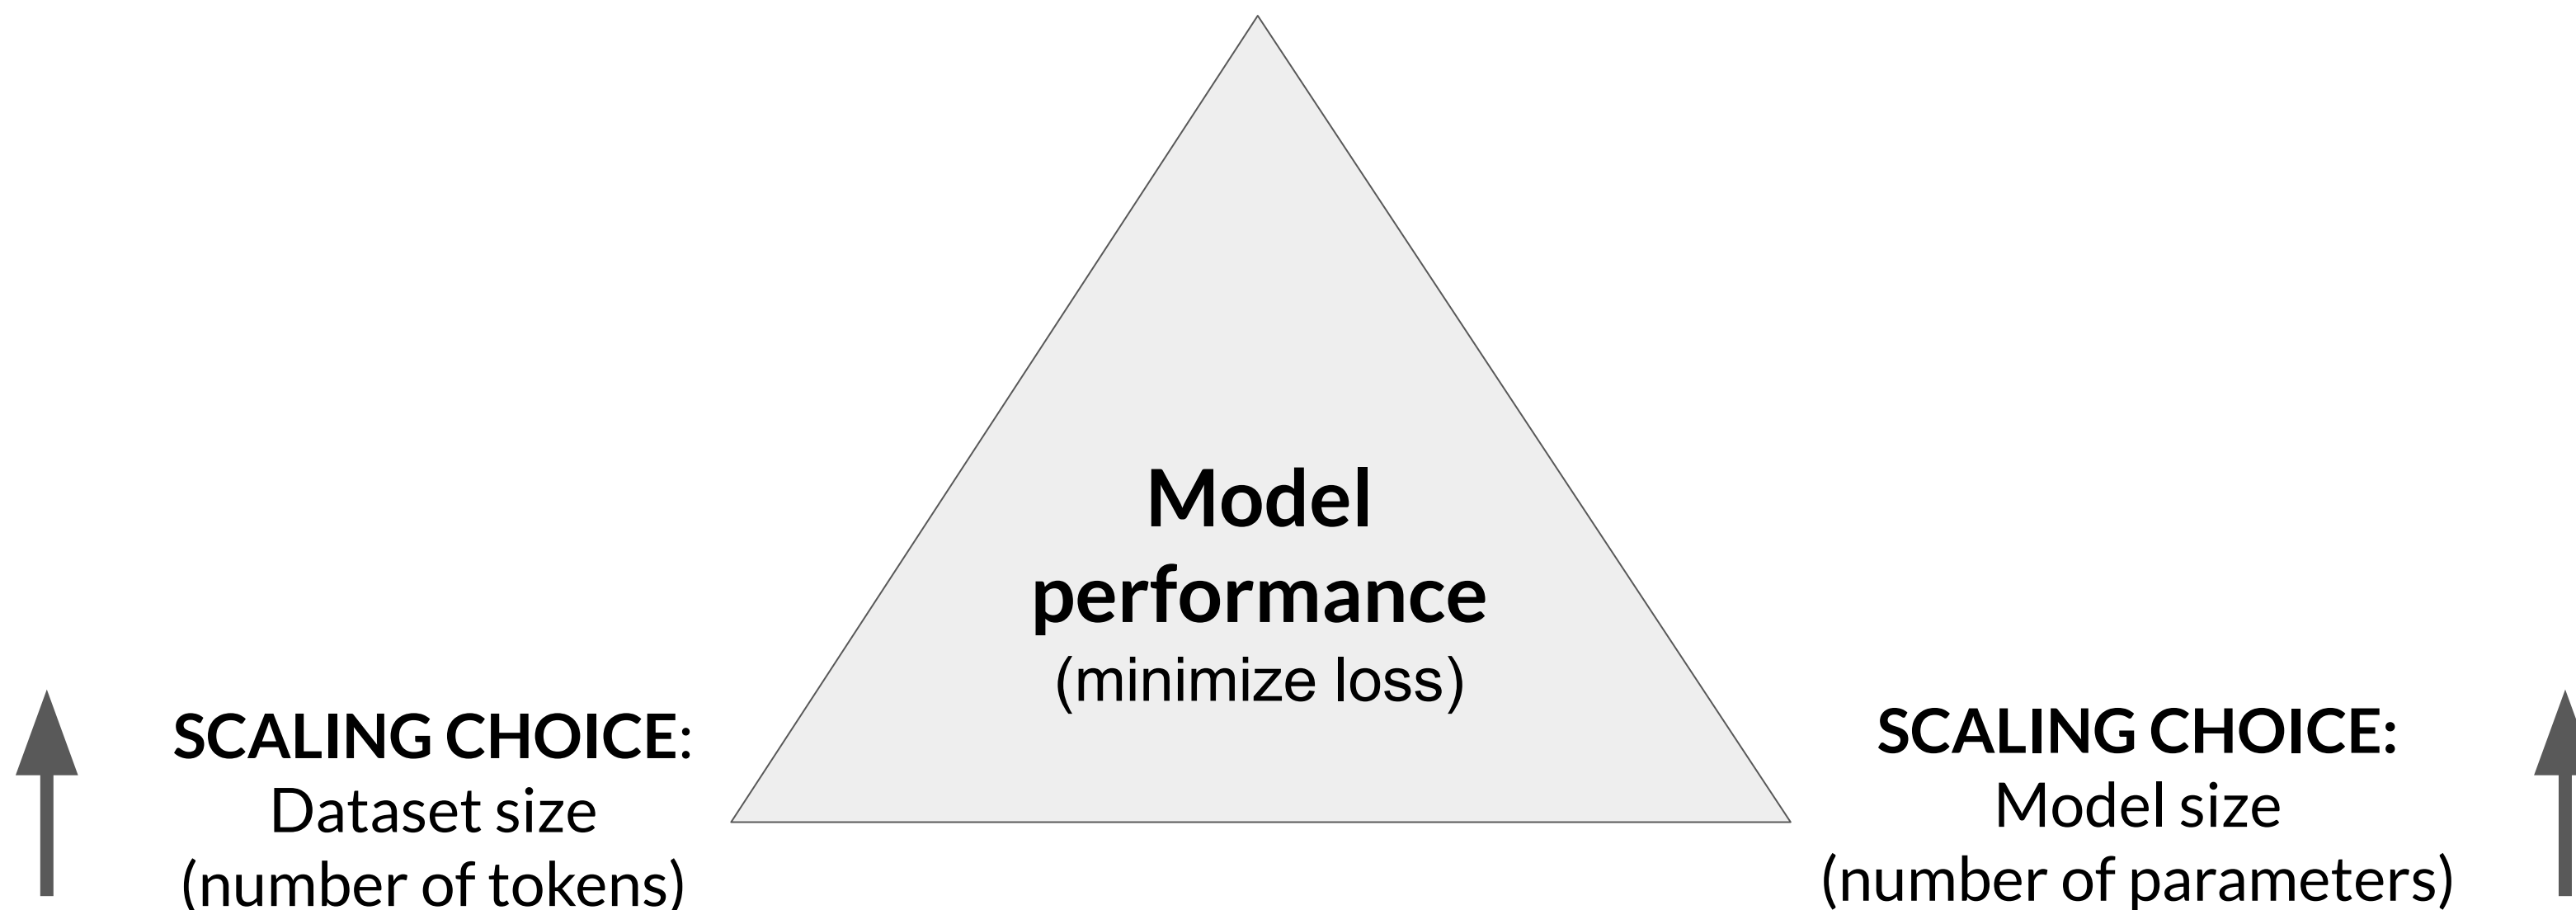 Model
performance
(minimize loss)
SCALING CHOICE:
Dataset size
(number of tokens)
SCALING CHOICE:
Model size
(number of parameters)